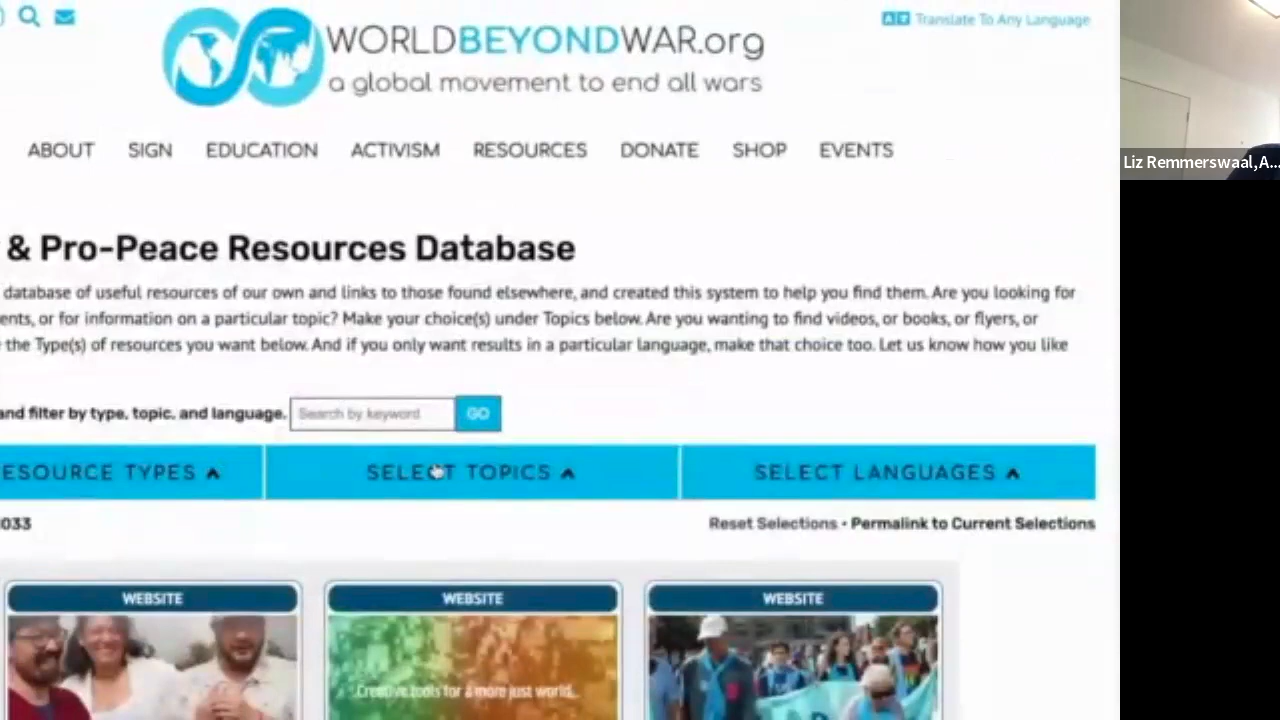 WORLDBEYONDWAR.org
Translate To Any Language
a global movement to end all wars
ABOUT SIGN EDUCATION ACTIVISM RESOURCES DONATE SHOP EVENTS
Liz Remmerswaal,A...
& Pro-Peace Resources Database
database of useful resources of our own and links to those found elsewhere, and created this system to help you find them. Are you looking for
ents, or for information on a particular topic? Make your choice(s) under Topics below. Are you wanting to find videos, or books, or flyers, or
the Type(s) of resources you want below. And if you only want results in a particular language, make that choice too. Let us know how you like
and filter by type, topic, and language. Search by keyword GO
ESOURCE TYPES SELECT TOPICS SELECT LANGUAGES
033 Reset Selections • Permalink to Current Selections
WEBSITE WEBSITE WEBSITE
Creative tools for a more just world...